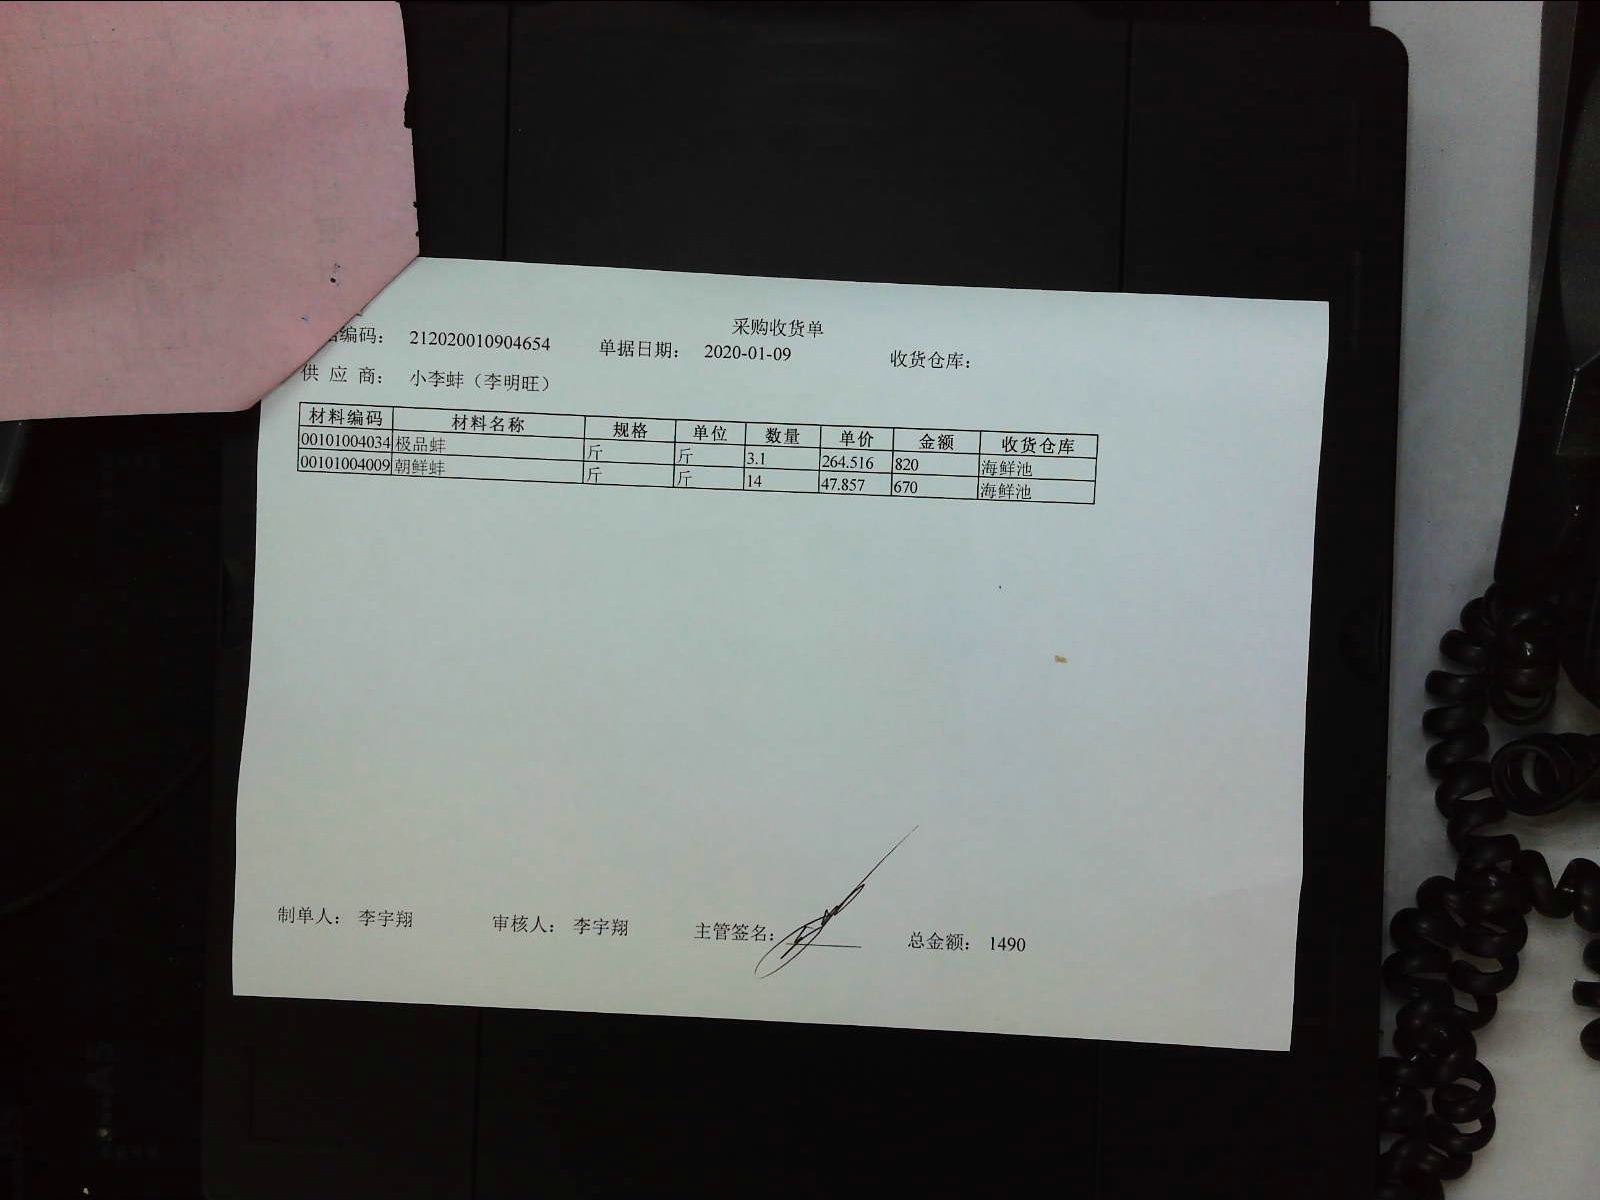 采购收货单
编码： 212020010904654 单据日期： 2020-01-09 收货仓库：
供 应 商： 小李蚌（李明旺）
材料编码 材料名称 规格 单位 数量 单价 金额 收货仓库
00101004034 极品蚌 斤 斤 3.1 264.516 820 海鲜池
00101004009 朝鲜蚌 斤 斤 14 47.857 670 海鲜池
制单人： 李宇翔 审核人： 李宇翔 主管签名： 总金额： 1490